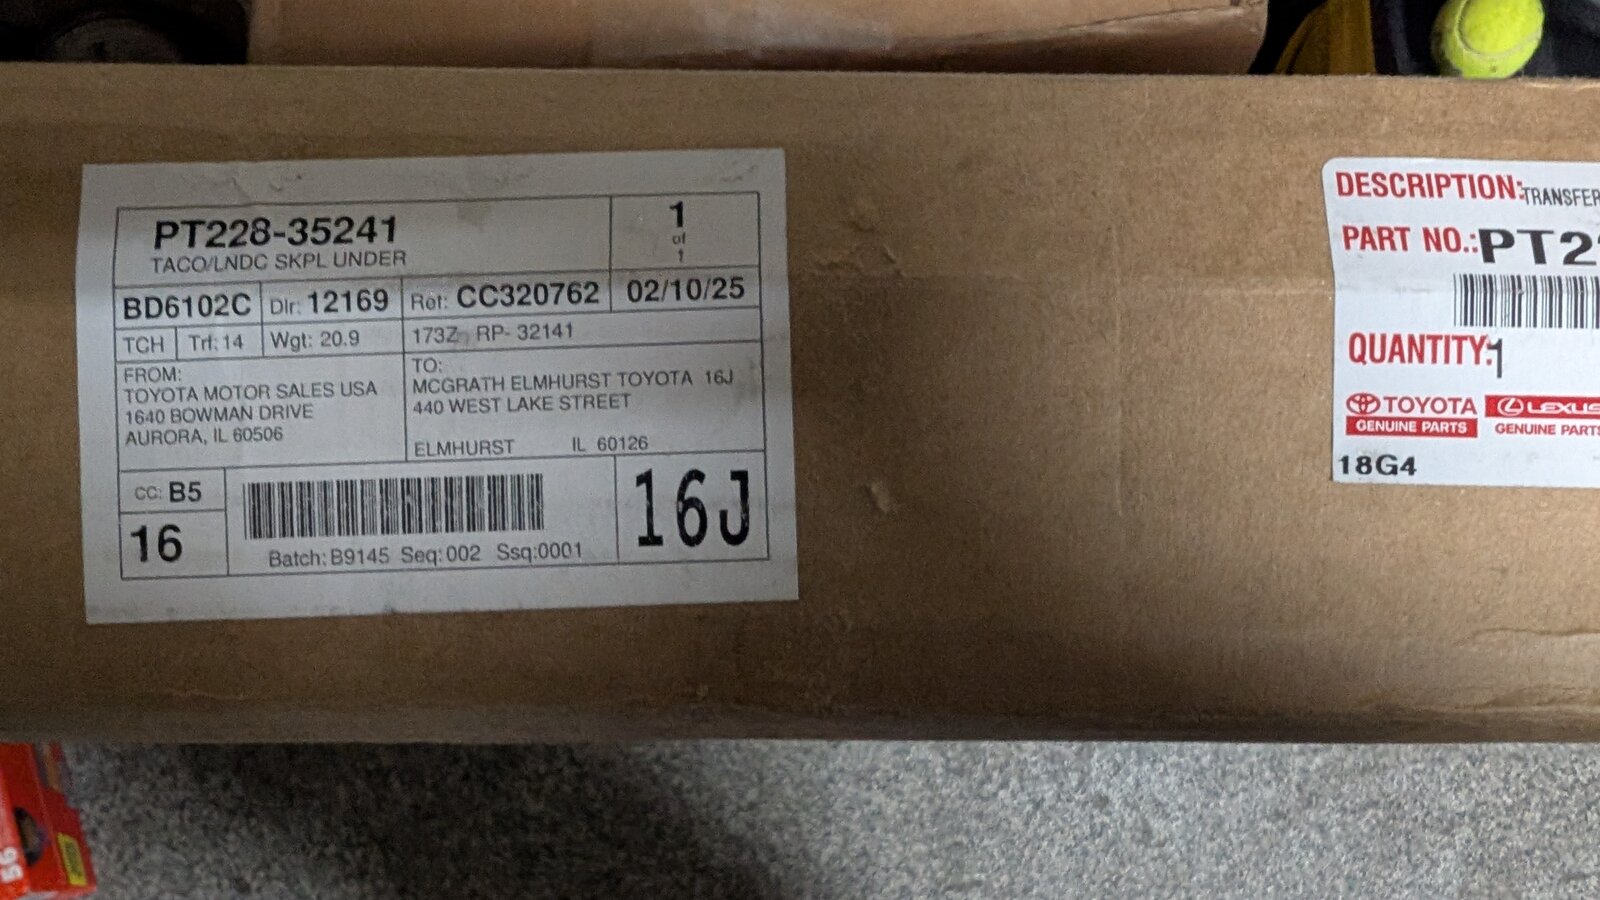 PT228-35241
TACO/LNDC SKPL UNDER
1
of
1
BD6102C
Dlr: 12169
Ref: CC320762
02/10/25
TCH
Trf: 14
Wgt: 20.9
173Z RP- 32141
FROM:
TOYOTA MOTOR SALES USA
1640 BOWMAN DRIVE
AURORA, IL 60506
TO:
MCGRATH ELMHURST TOYOTA 16J
440 WEST LAKE STREET
ELMHURST IL 60126
CC: B5
16
Batch: B9145 Seq:002 Ssq:0001
16J
DESCRIPTION: TRANSFER
PART NO.: PT2
QUANTITY: 1
TOYOTA
GENUINE PARTS
LEXUS
GENUINE PARTS
18G4
56